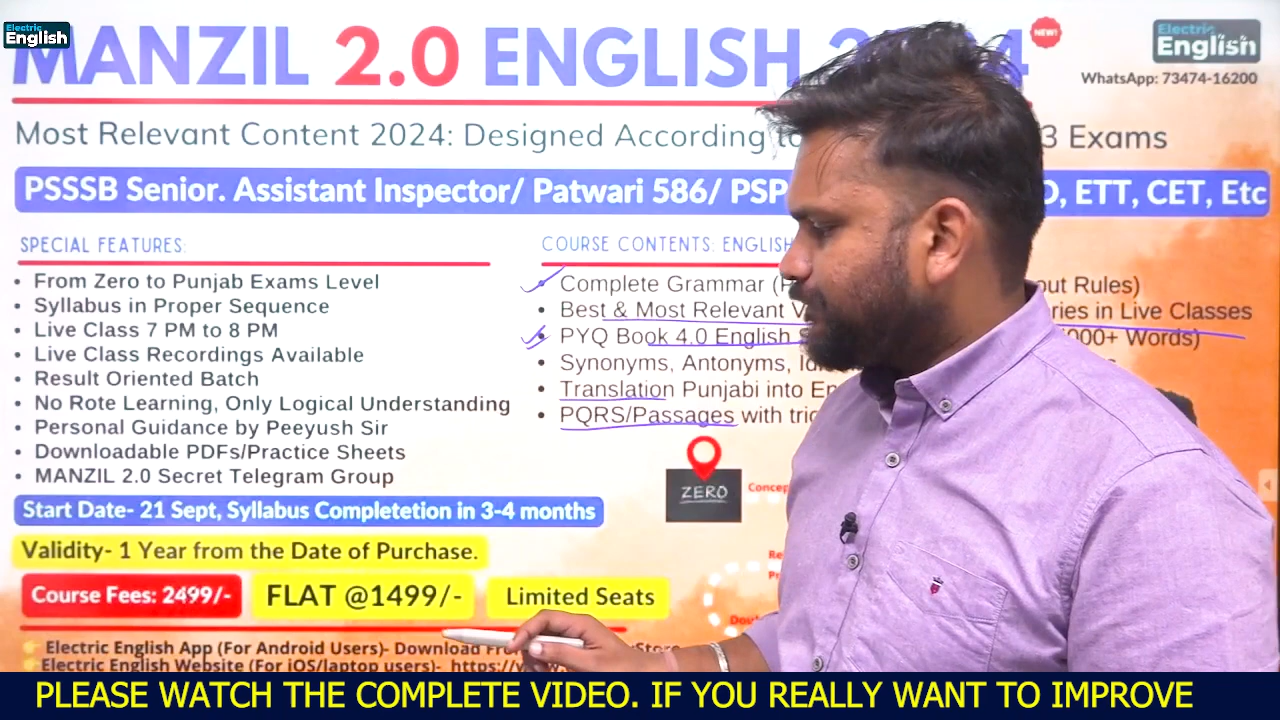 Electric
English
MANZIL 2.0 ENGLISH
NEW!
Electric
English
WhatsApp: 73474-16200
Most Relevant Content 2024: Designed According to 3 Exams
PSSSB Senior. Assistant Inspector/ Patwari 586/ PSP O, ETT, CET, Etc
SPECIAL FEATURES:
• From Zero to Punjab Exams Level
• Syllabus in Proper Sequence
• Live Class 7 PM to 8 PM
• Live Class Recordings Available
• Result Oriented Batch
• No Rote Learning, Only Logical Understanding
• Personal Guidance by Peeyush Sir
• Downloadable PDFs/Practice Sheets
• MANZIL 2.0 Secret Telegram Group
COURSE CONTENTS: ENGLISH
• Complete Grammar ( out Rules)
• Best & Most Relevant V ries in Live Classes
• PYQ Book 4.0 English 000+ Words)
Synonyms, Antonyms,
• Translation Punjabi into En
• PQRS/Passages with tric
ZERO
Concep
Start Date- 21 Sept, Syllabus Completetion in 3-4 months
Validity- 1 Year from the Date of Purchase.
Course Fees: 2499/- FLAT @1499/- Limited Seats
Electric English App (For Android Users)- Download
Electric English Website (For iOS/laptop users)-
PLEASE WATCH THE COMPLETE VIDEO. IF YOU REALLY WANT TO IMPROVE